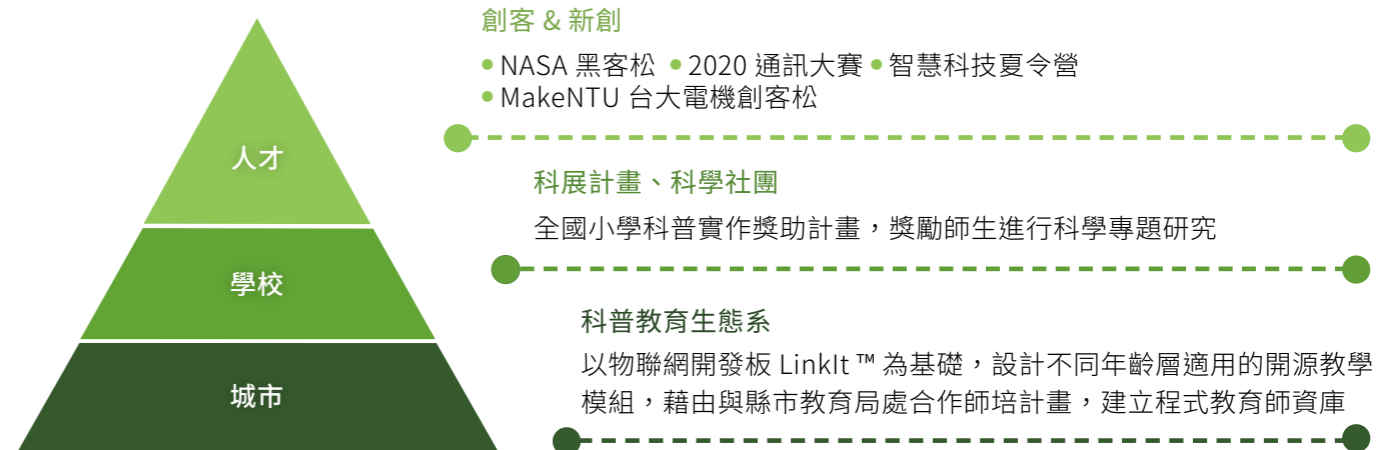 創客 & 新創
• NASA 黑客松 • 2020 通訊大賽 • 智慧科技夏令營
• MakeNTU 台大電機創客松
人才
科展計畫、科學社團
全國小學科普實作獎助計畫，獎勵師生進行科學專題研究
學校
科普教育生態系
以物聯網開發板 LinkIt ™ 為基礎，設計不同年齡層適用的開源教學
模組，藉由與縣市教育局處合作師培計畫，建立程式教育師資庫
城市